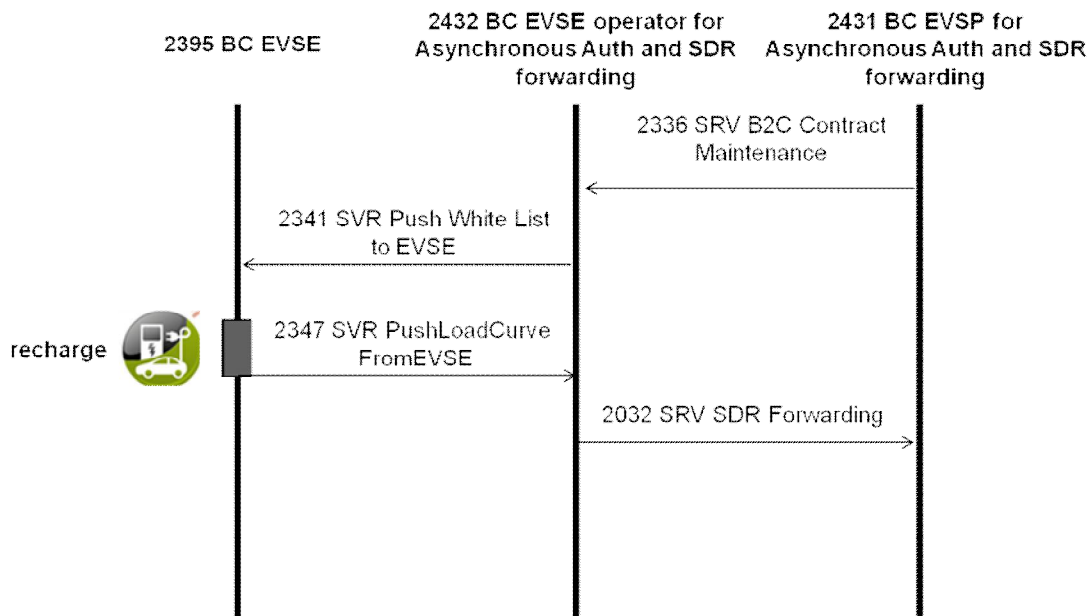 2395 BC EVSE
2432 BC EVSE operator for
Asynchronous Auth and SDR
forwarding
2431 BC EVSP for
Asynchronous Auth and SDR
forwarding
2336 SRV B2C Contract
Maintenance
2341 SVR Push White List
to EVSE
recharge
2347 SVR PushLoadCurve
FromEVSE
2032 SRV SDR Forwarding